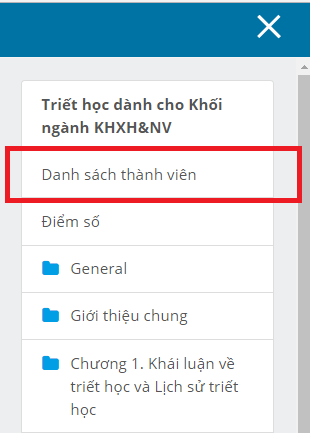 Triết học dành cho Khối
ngành KHXH&NV
Danh sách thành viên
Điểm số
General
Giới thiệu chung
Chương 1. Khái luận về
triết học và Lịch sử triết
học